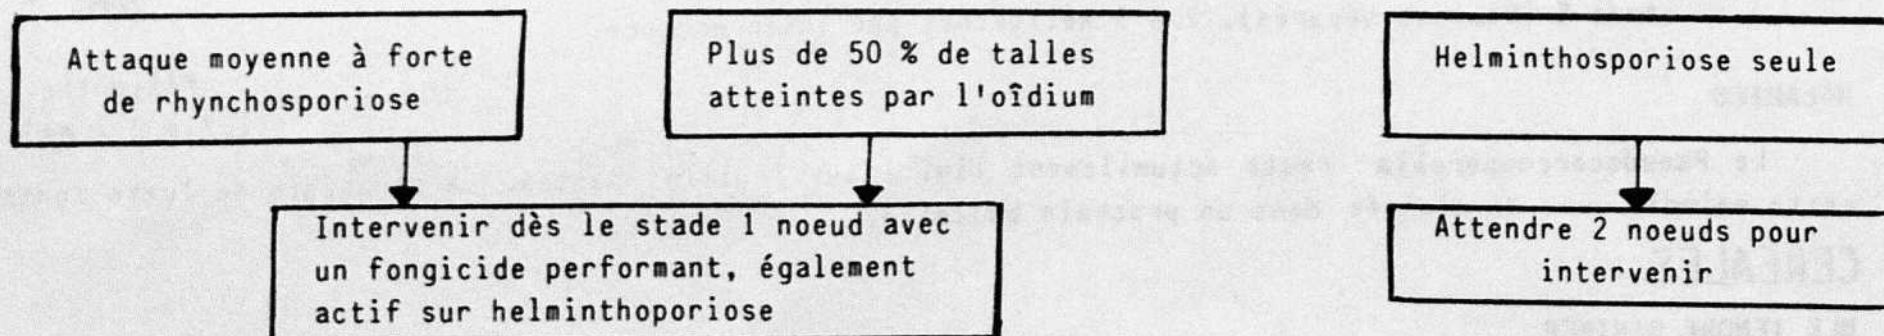 Attaque moyenne à forte
de rhynchosporiose
Plus de 50 % de talles
atteintes par l'oîdium
Helminthosporiose seule
Intervenir dès le stade 1 noeud avec
un fongicide performant, également
actif sur helminthoporiose
Attendre 2 noeuds pour
intervenir